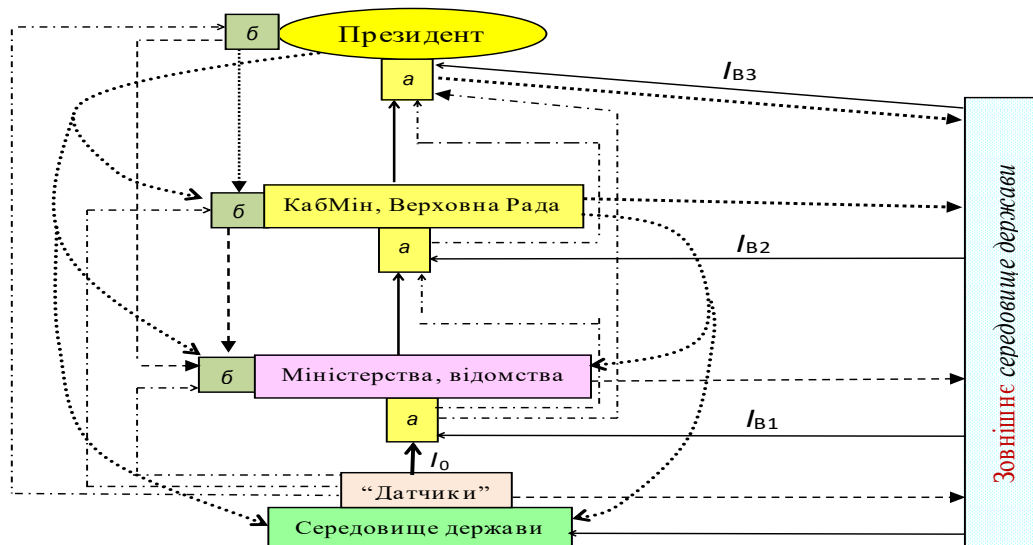 б
Президент
а
IВ3
б
КабМін, Верховна Рада
а
IВ2
б
Міністерства, відомства
а
IВ1
I0
“Датчики”
Середовище держави
Зовнішнє середовище держави